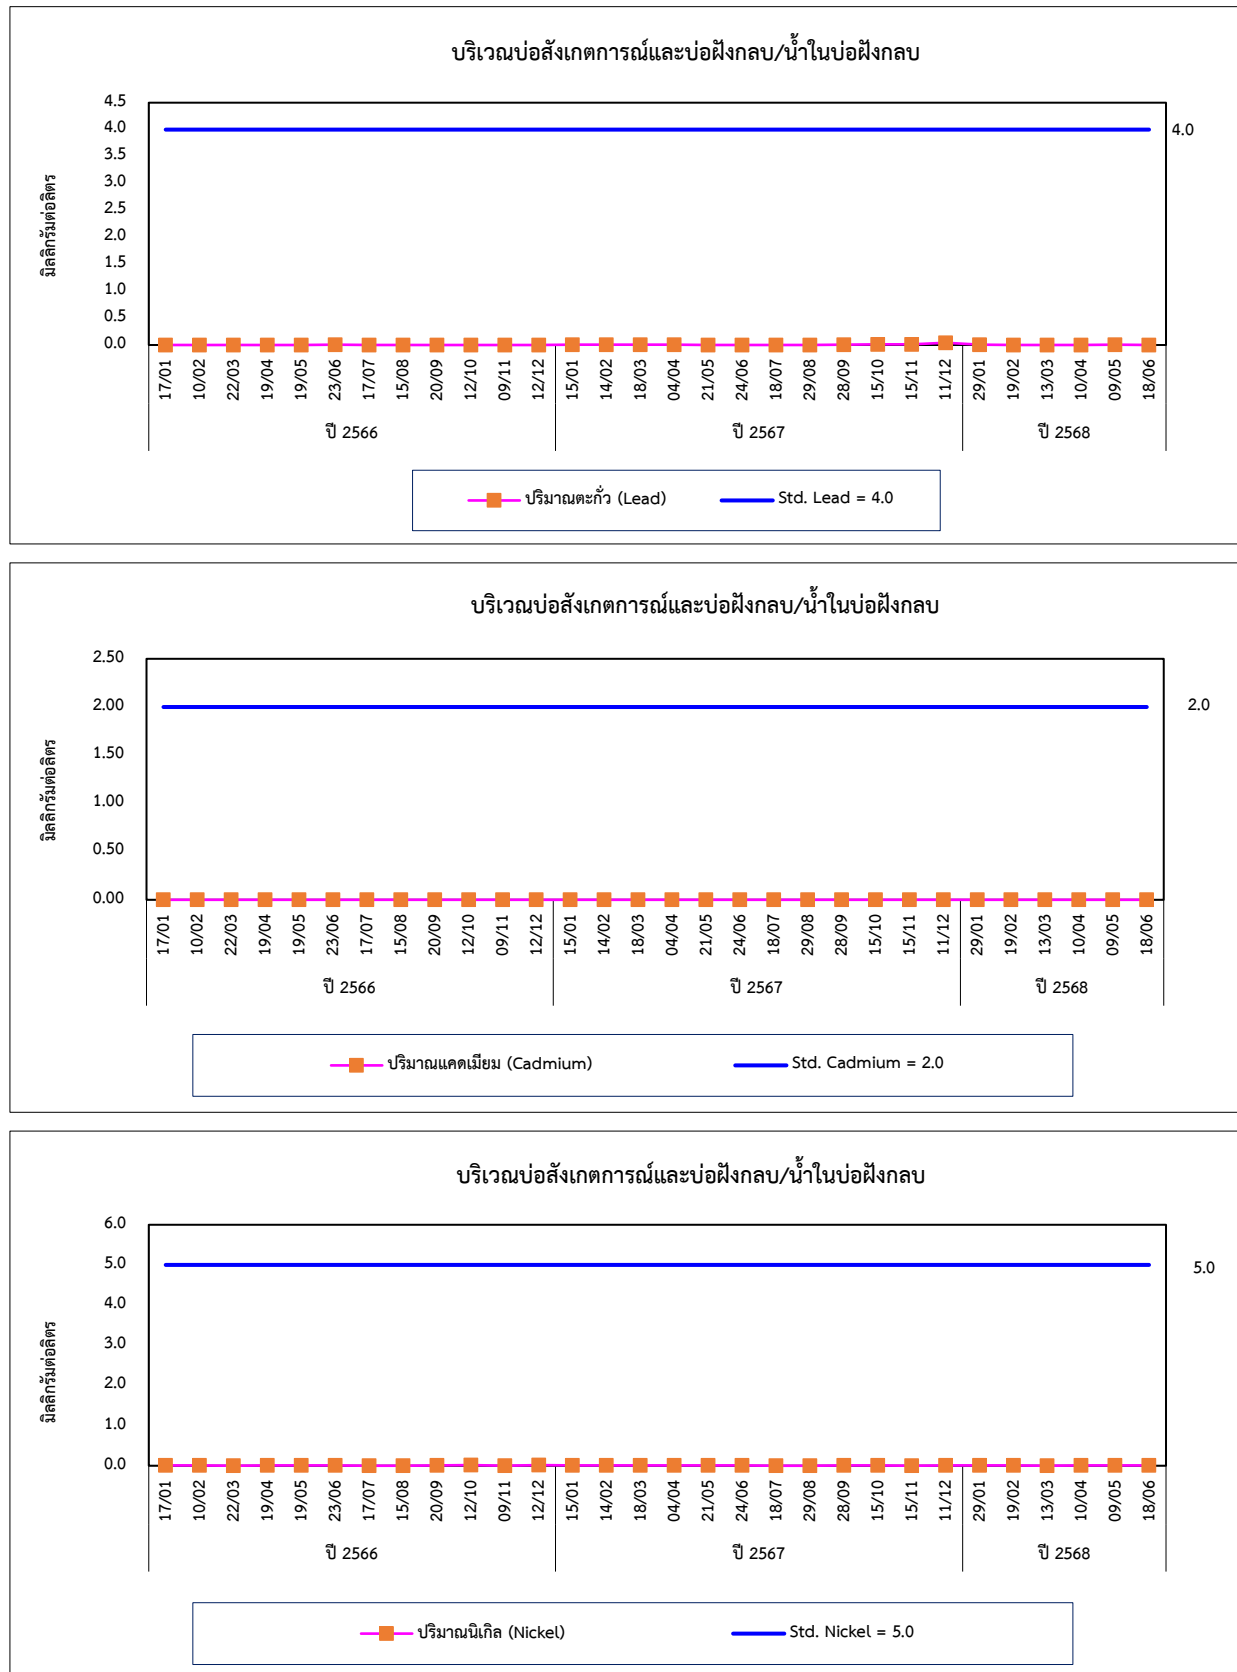 บริเวณบ่อสังเกตการณ์และบ่อฝังกลบ/น้ำในบ่อฝังกลบ
มิลลิกรัมต่อลิตร
4.5
4.0
3.5
3.0
2.5
2.0
1.5
1.0
0.5
0.0
4.0
17/01 10/02 22/03 19/04 19/05 23/06 17/07 15/08 20/09 12/10 09/11 12/12 15/01 14/02 18/03 04/04 21/05 24/06 18/07 29/08 28/09 15/10 15/11 11/12 29/01 19/02 13/03 10/04 09/05 18/06
ปี 2566 ปี 2567 ปี 2568
ปริมาณตะกั่ว (Lead) Std. Lead = 4.0
บริเวณบ่อสังเกตการณ์และบ่อฝังกลบ/น้ำในบ่อฝังกลบ
มิลลิกรัมต่อลิตร
2.50
2.00
1.50
1.00
0.50
0.00
2.0
17/01 10/02 22/03 19/04 19/05 23/06 17/07 15/08 20/09 12/10 09/11 12/12 15/01 14/02 18/03 04/04 21/05 24/06 18/07 29/08 28/09 15/10 15/11 11/12 29/01 19/02 13/03 10/04 09/05 18/06
ปี 2566 ปี 2567 ปี 2568
ปริมาณแคดเมียม (Cadmium) Std. Cadmium = 2.0
บริเวณบ่อสังเกตการณ์และบ่อฝังกลบ/น้ำในบ่อฝังกลบ
มิลลิกรัมต่อลิตร
6.0
5.0
4.0
3.0
2.0
1.0
0.0
5.0
17/01 10/02 22/03 19/04 19/05 23/06 17/07 15/08 20/09 12/10 09/11 12/12 15/01 14/02 18/03 04/04 21/05 24/06 18/07 29/08 28/09 15/10 15/11 11/12 29/01 19/02 13/03 10/04 09/05 18/06
ปี 2566 ปี 2567 ปี 2568
ปริมาณนิเกิล (Nickel) Std. Nickel = 5.0